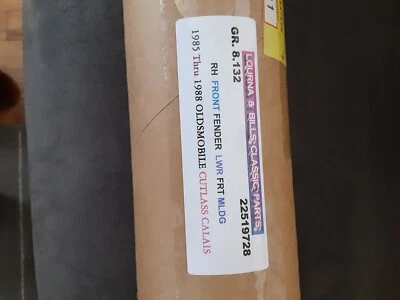 LOURNA & BILLS CLASSIC PARTS
GR. 8.132
22519728
RH FRONT FENDER LWR FRT MLDG
1985 Thru 1988 OLDSMOBILE CUTLASS CALAIS